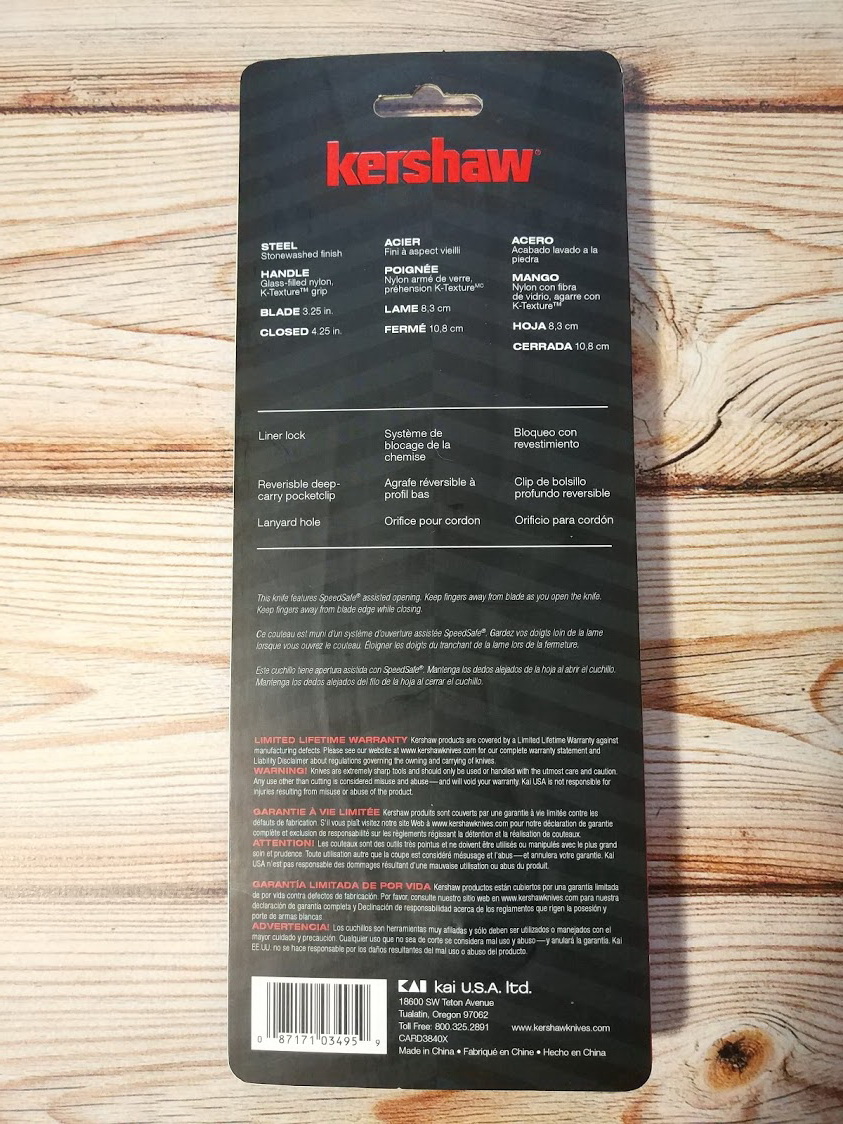 kershaw®
STEEL
Stonewashed finish
HANDLE
Glass-filled nylon,
K-Texture™ grip
BLADE 3.25 in.
CLOSED 4.25 in.
ACIER
Fini à aspect vieilli
POIGNÉE
Nylon armé de verre,
préhension K-Textureᴹᶜ
LAME 8,3 cm
FERMÉ 10,8 cm
ACERO
Acabado lavado a la
piedra
MANGO
Nylon con fibra
de vidrio, agarre con
K-Texture™
HOJA 8,3 cm
CERRADA 10,8 cm
Liner lock
Système de
blocage de la
chemise
Bloqueo con
revestimiento
Reverisble deep-
carry pocketclip
Agrafe réversible à
profil bas
Clip de bolsillo
profundo reversible
Lanyard hole
Orifice pour cordon
Orificio para cordón
This knife features SpeedSafe® assisted opening. Keep fingers away from blade as you open the knife.
Keep fingers away from blade edge while closing.
Ce couteau est muni d'un système d'ouverture assistée SpeedSafe®. Gardez vos doigts loin de la lame
lorsque vous ouvrez le couteau. Éloigner les doigts du tranchant de la lame lors de la fermeture.
Este cuchillo tiene apertura asistida con SpeedSafe®. Mantenga los dedos alejados de la hoja al abrir el cuchillo.
Mantenga los dedos alejados del filo de la hoja al cerrar el cuchillo.
LIMITED LIFETIME WARRANTY Kershaw products are covered by a Limited Lifetime Warranty against
manufacturing defects. Please see our website at www.kershawknives.com for our complete warranty statement and
Liability Disclaimer about regulations governing the owning and carrying of knives.
WARNING! Knives are extremely sharp tools and should only be used or handled with the utmost care and caution.
Any use other than cutting is considered misuse and abuse—and will void your warranty. Kai USA is not responsible for
injuries resulting from misuse or abuse of the product.
GARANTIE À VIE LIMITÉE Kershaw produits sont couverts par une garantie à vie limitée contre les
défauts de fabrication. S'il vous plaît visitez notre site Web à www.kershawknives.com pour notre déclaration de garantie
complète et exclusion de responsabilité sur les règlements régissant la détention et la réalisation de couteaux.
ATTENTION! Les couteaux sont des outils très pointus et ne doivent être utilisés ou manipulés avec le plus grand
soin et prudence. Toute utilisation autre que la coupe est considéré mésusage et l'abus—et annulera votre garantie. Kai
USA n'est pas responsable des dommages résultant d'une mauvaise utilisation ou abus du produit.
GARANTÍA LIMITADA DE POR VIDA Kershaw productos están cubiertos por una garantía limitada
de por vida contra defectos de fabricación. Por favor, consulte nuestro sitio web en www.kershawknives.com para nuestra
declaración de garantía completa y Declinación de responsabilidad acerca de los reglamentos que rigen la posesión y
porte de armas blancas
ADVERTENCIA! Los cuchillos son herramientas muy afiladas y sólo deben ser utilizados o manejados con el
mayor cuidado y precaución. Cualquier uso que no sea de corte se considera mal uso y abuso—y anulará la garantía. Kai
EE.UU. no se hace responsable por los daños resultantes del mal uso o abuso del producto.
KAI kai U.S.A. ltd.
18600 SW Teton Avenue
Tualatin, Oregon 97062
Toll Free: 800.325.2891 www.kershawknives.com
CARD3840X
Made in China • Fabriqué en Chine • Hecho en China
0 87171 03495 9